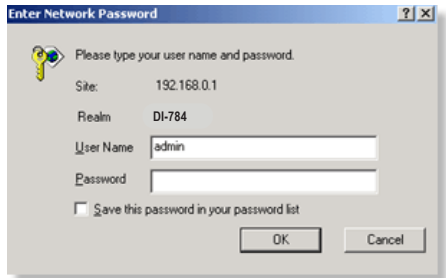 Enter Network Password
? X
Please type your user name and password.
Site: 192.168.0.1
Realm DI-784
User Name admin
Password
Save this password in your password list
OK Cancel